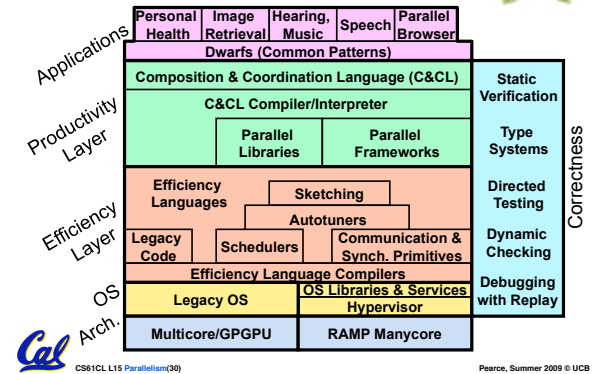 Applications
Personal
Health
Image
Retrieval
Hearing,
Music
Speech
Parallel
Browser
Dwarfs (Common Patterns)
Productivity
Layer
Composition & Coordination Language (C&CL)
C&CL Compiler/Interpreter
Parallel
Libraries
Parallel
Frameworks
Efficiency
Layer
Efficiency
Languages
Sketching
Autotuners
Legacy
Code
Schedulers
Communication &
Synch. Primitives
Efficiency Language Compilers
OS
Legacy OS
OS Libraries & Services
Hypervisor
Arch.
Multicore/GPGPU
RAMP Manycore
Static
Verification
Type
Systems
Directed
Testing
Dynamic
Checking
Debugging
with Replay
Correctness
Cal
CS61CL L15 Parallelism(30)
Pearce, Summer 2009 © UCB